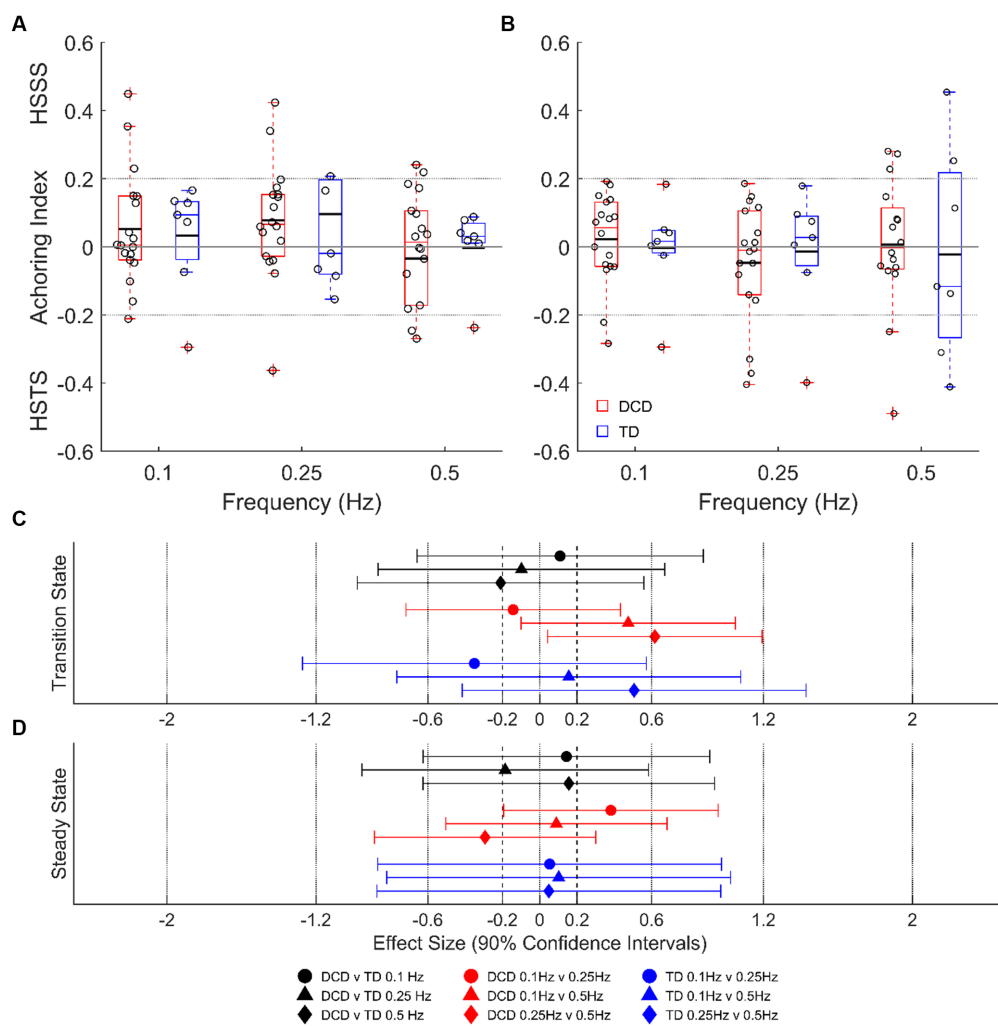 A
B
HSSS
Achoring Index
HSTS
0.6
0.4
0.2
0
-0.2
-0.4
-0.6
0.1
0.25
0.5
Frequency (Hz)
0.6
0.4
0.2
0
-0.2
-0.4
-0.6
DCD
TD
0.1
0.25
0.5
Frequency (Hz)
C
Transition State
-2
-1.2
-0.6
-0.2
0
0.2
0.6
1.2
2
D
Steady State
-2
-1.2
-0.6
-0.2
0
0.2
0.6
1.2
2
Effect Size (90% Confidence Intervals)
DCD v TD 0.1 Hz
DCD v TD 0.25 Hz
DCD v TD 0.5 Hz
DCD 0.1Hz v 0.25Hz
DCD 0.1Hz v 0.5Hz
DCD 0.25Hz v 0.5Hz
TD 0.1Hz v 0.25Hz
TD 0.1Hz v 0.5Hz
TD 0.25Hz v 0.5Hz